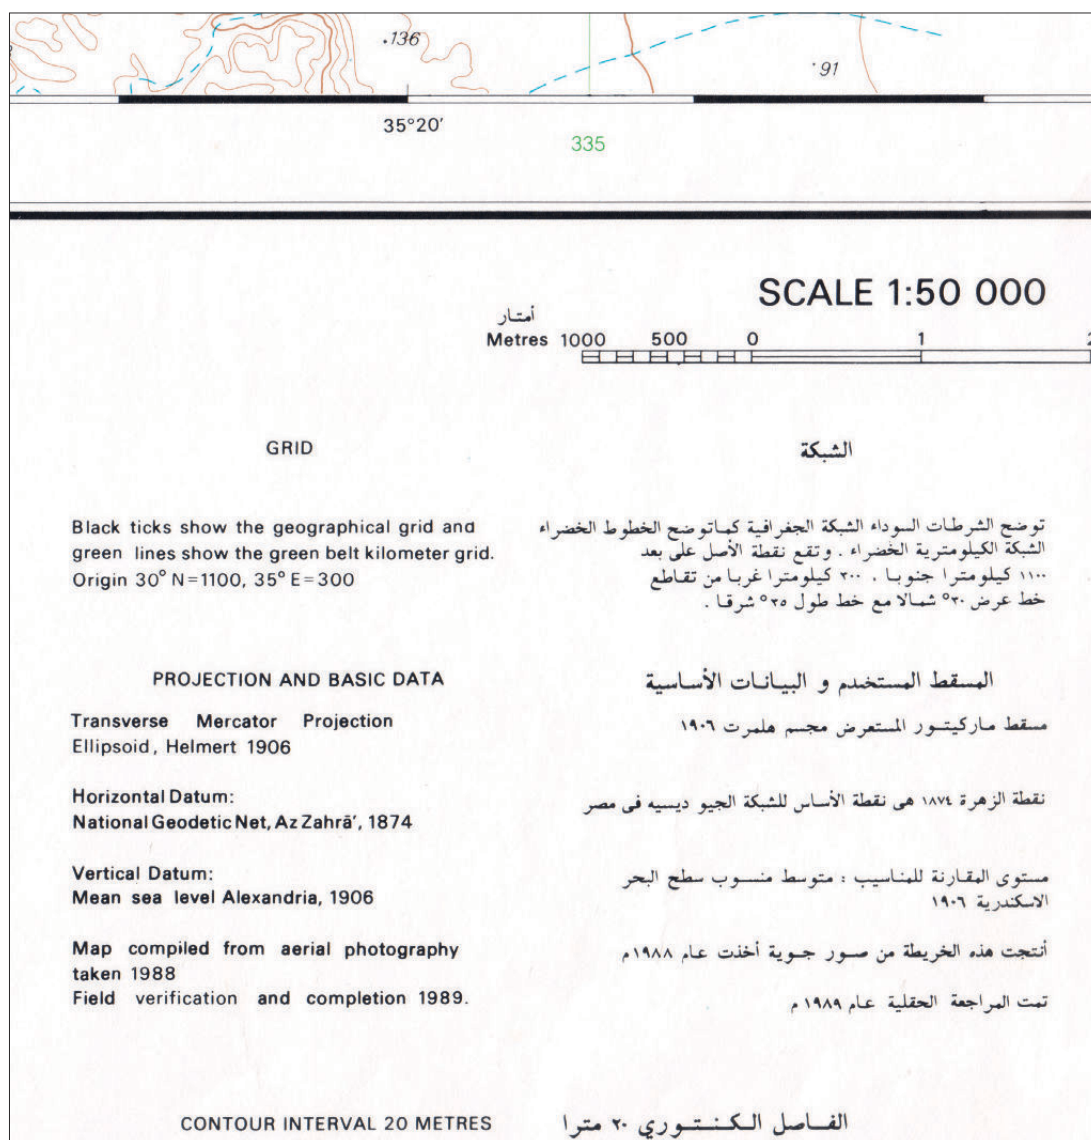 136
91
35°20′
335
SCALE 1:50 000
أمتار
Metres 1000 500 0 1 2
GRID
الشبكة
Black ticks show the geographical grid and
green lines show the green belt kilometer grid.
Origin 30° N=1100, 35° E=300
توضح الشرطات السوداء الشبكة الجغرافية كماتوضح الخطوط الخضراء
الشبكة الكيلومترية الخضراء . وتقع نقطة الأصل على بعد
١١٠٠ كيلومترا جنوبا . ٣٠٠ كيلومترا غربا من تقاطع
خط عرض ٣٠° شمالا مع خط طول ٣٥° شرقا .
PROJECTION AND BASIC DATA
المسقط المستخدم و البيانات الأساسية
Transverse Mercator Projection
Ellipsoid, Helmert 1906
مسقط ماركيتور المستعرض مجسم هلمرت ١٩٠٦
Horizontal Datum:
National Geodetic Net, Az Zahrā', 1874
نقطة الزهرة ١٨٧٤ هى نقطة الأساس للشبكة الجيو ديسيه فى مصر
Vertical Datum:
Mean sea level Alexandria, 1906
مستوى المقارنة للمناسيب : متوسط منسوب سطح البحر
الاسكندرية ١٩٠٦
Map compiled from aerial photography
taken 1988
Field verification and completion 1989.
أنتجت هذه الخريطة من صور جوية أخذت عام ١٩٨٨م
تمت المراجعة الحقلية عام ١٩٨٩ م
CONTOUR INTERVAL 20 METRES
الفاصل الكنتوري ٢٠ مترا